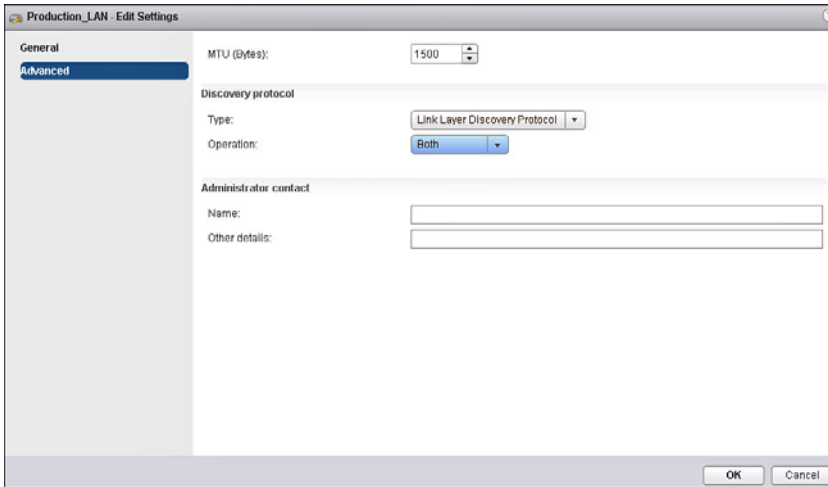 Production_LAN - Edit Settings
General
Advanced
MTU (Bytes): 1500
Discovery protocol
Type: Link Layer Discovery Protocol
Operation: Both
Administrator contact
Name:
Other details:
OK Cancel